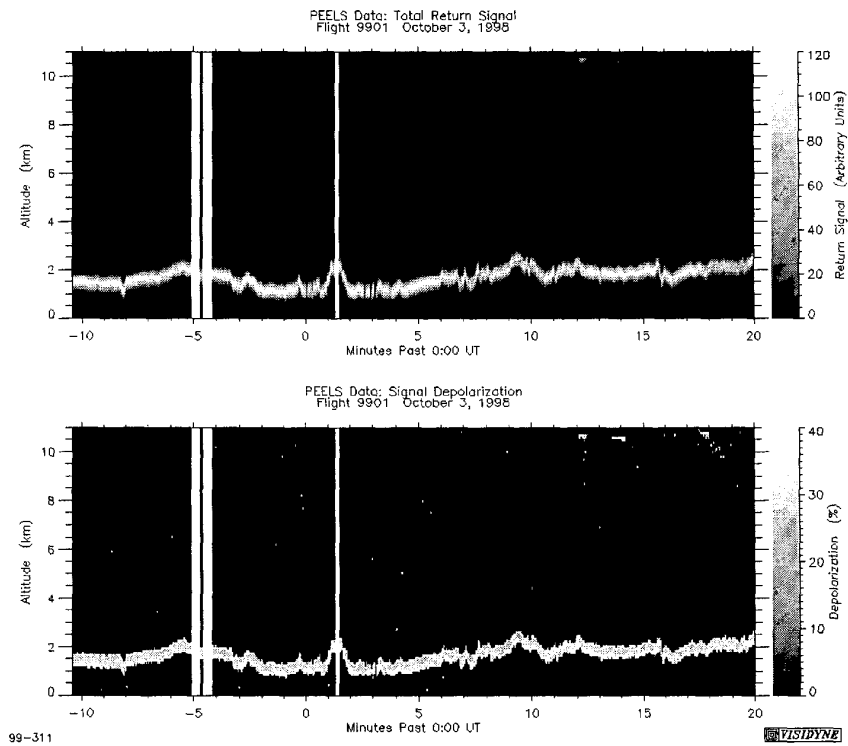 PEELS Data: Total Return Signal
Flight 9901 October 3, 1998
10
8
6
4
2
0
Altitude (km)
-10 -5 0 5 10 15 20
Minutes Past 0:00 UT
120
100
80
60
40
20
0
Return Signal (Arbitrary Units)
PEELS Data: Signal Depolarization
Flight 9901 October 3, 1998
10
8
6
4
2
0
Altitude (km)
-10 -5 0 5 10 15 20
Minutes Past 0:00 UT
40
30
20
10
0
Depolarization (%)
99-311
VISIDYNE